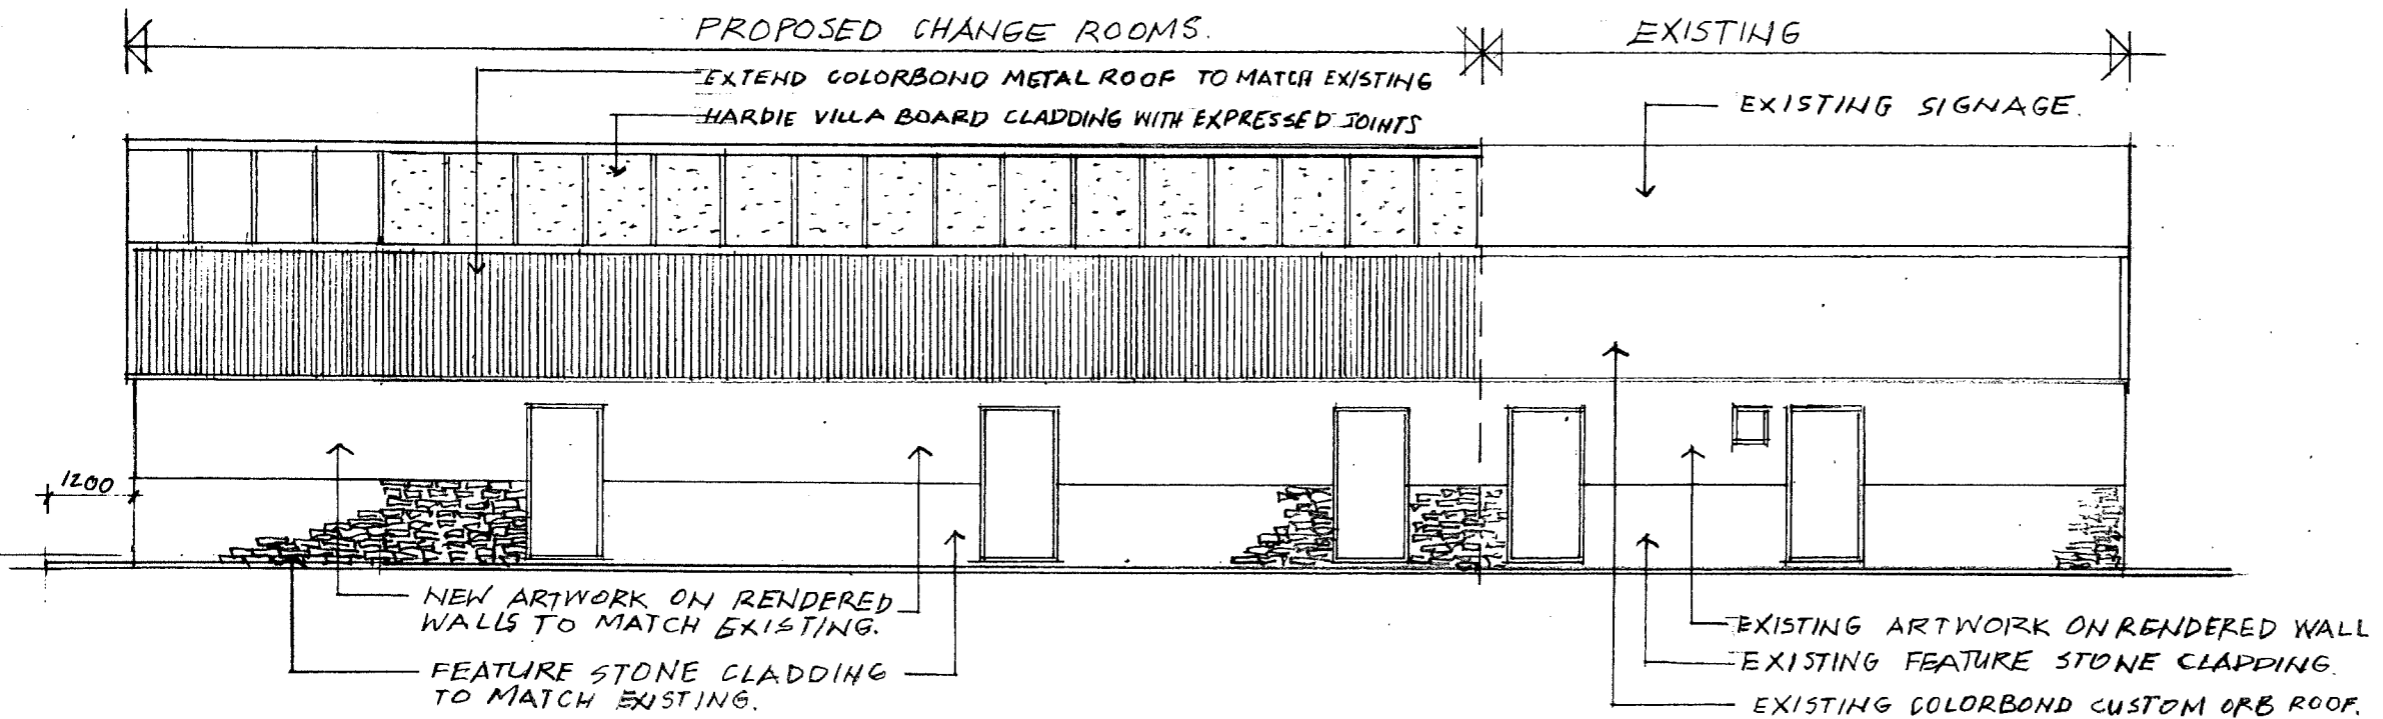 PROPOSED CHANGE ROOMS.
EXISTING
EXTEND COLORBOND METAL ROOF TO MATCH EXISTING
HARDIE VILLA BOARD CLADDING WITH EXPRESSED JOINTS
EXISTING SIGNAGE.
1200
NEW ARTWORK ON RENDERED
WALLS TO MATCH EXISTING.
FEATURE STONE CLADDING
TO MATCH EXISTING.
EXISTING ARTWORK ON RENDERED WALL
EXISTING FEATURE STONE CLADDING.
EXISTING COLORBOND CUSTOM ORB ROOF.